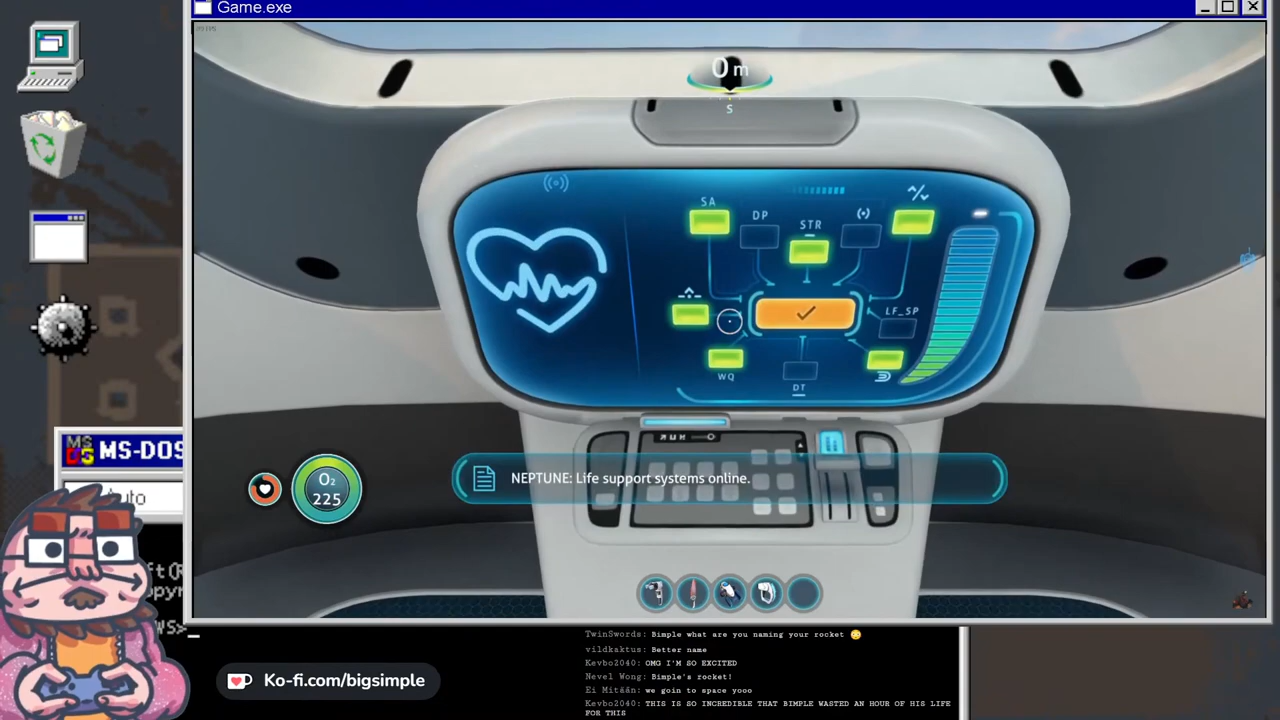 Game.exe
0 m
S
SA
DP
STR
LF_SP
WQ
DT
O₂
225
NEPTUNE: Life support systems online.
MS-DOS
Auto
WS>_
Ko-fi.com/bigsimple
TwinSwords: Bimple what are you naming your rocket 😳
vildkaktus: Better name
Kevbo2040: OMG I'M SO EXCITED
Nevel Wong: Bimple's rocket!
Ei Mitään: we goin to space yooo
Kevbo2040: THIS IS SO INCREDIBLE THAT BIMPLE WASTED AN HOUR OF HIS LIFE
FOR THIS